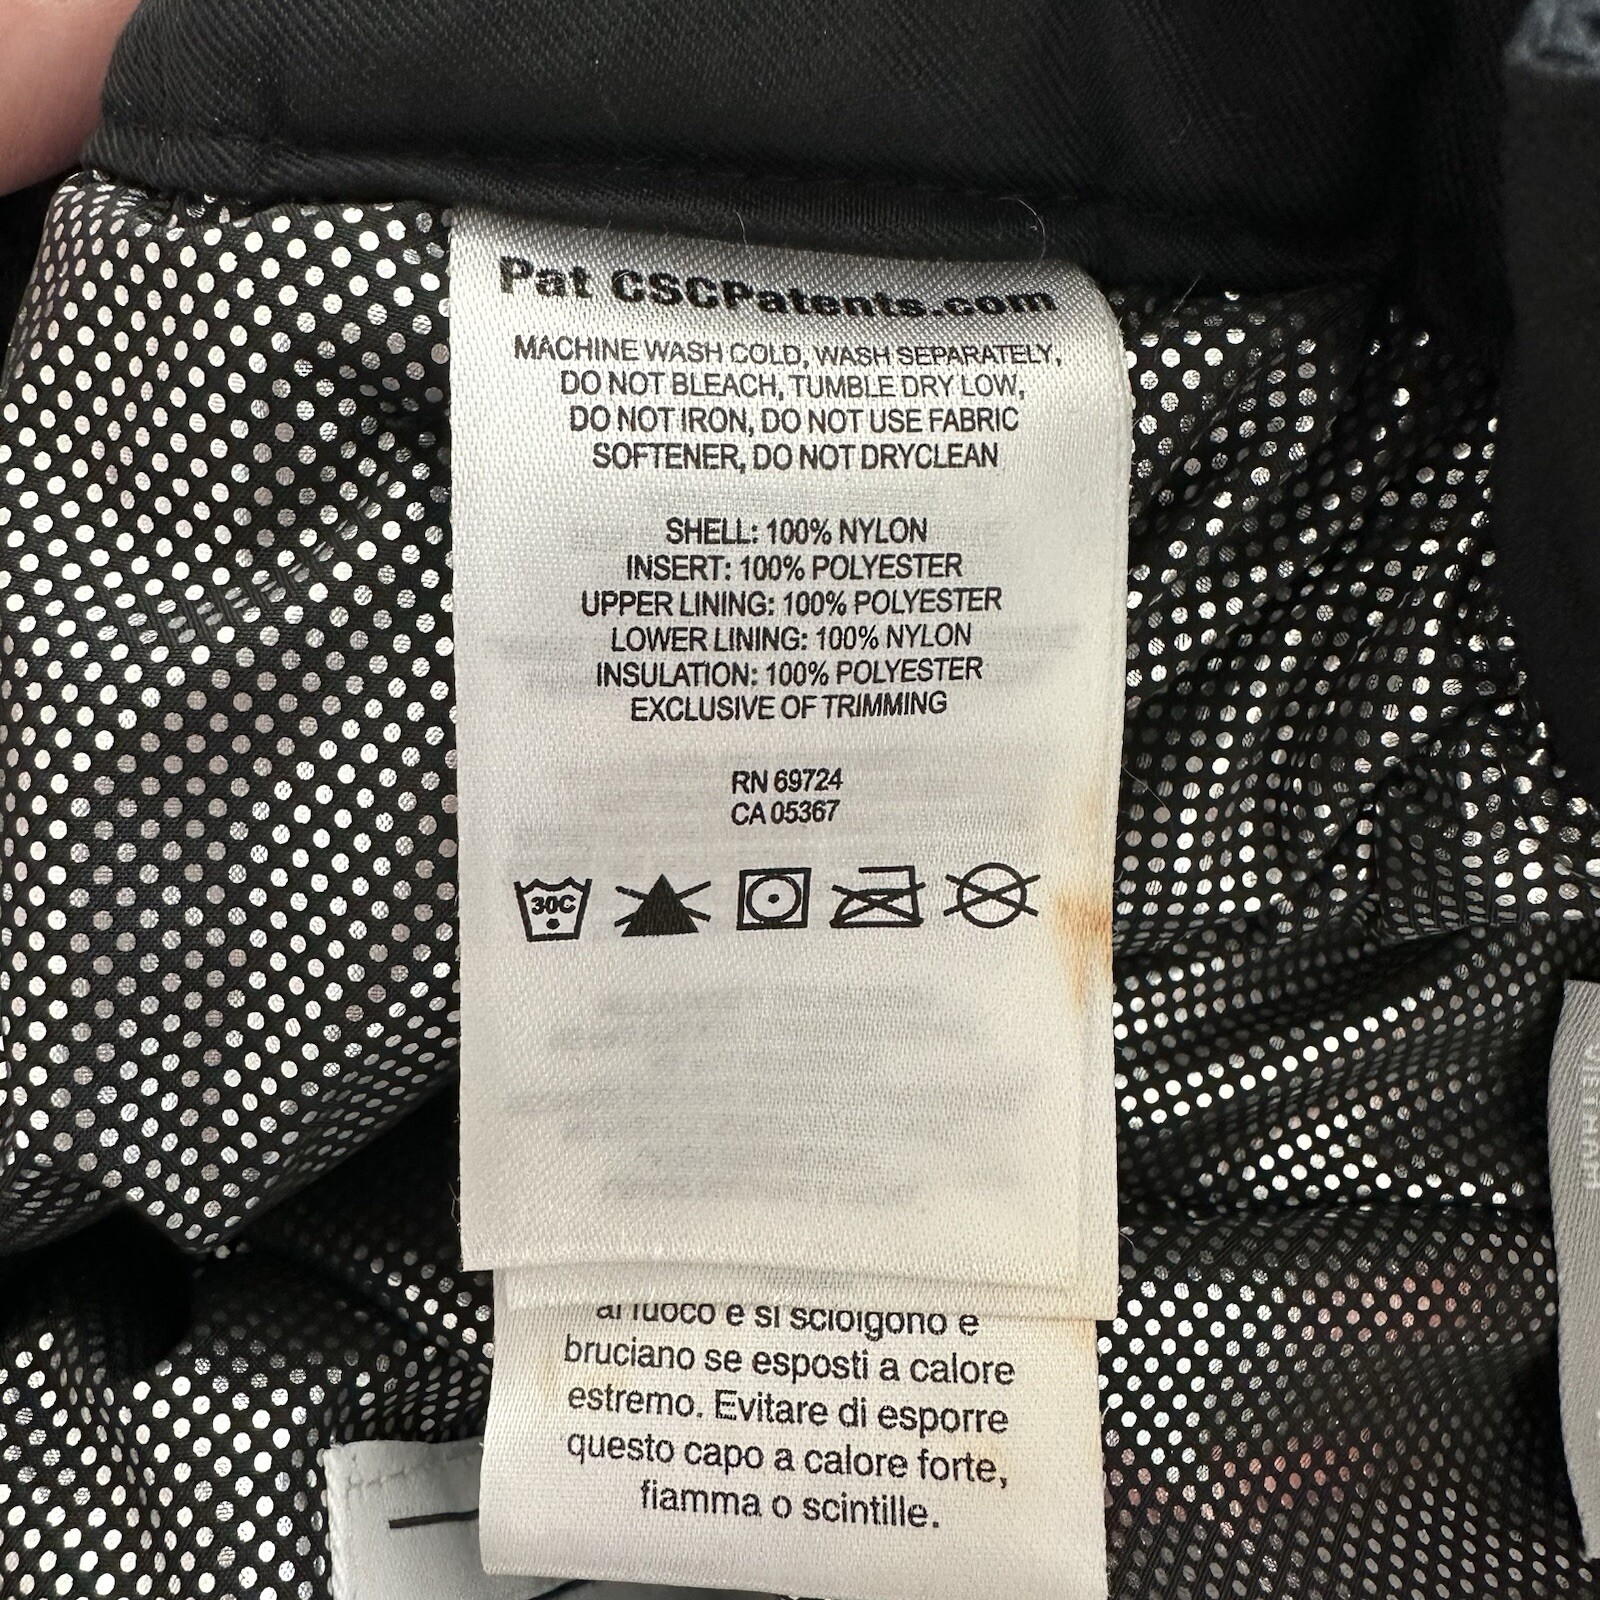 Pat CSCPatents.com
MACHINE WASH COLD, WASH SEPARATELY,
DO NOT BLEACH, TUMBLE DRY LOW,
DO NOT IRON, DO NOT USE FABRIC
SOFTENER, DO NOT DRYCLEAN
SHELL: 100% NYLON
INSERT: 100% POLYESTER
UPPER LINING: 100% POLYESTER
LOWER LINING: 100% NYLON
INSULATION: 100% POLYESTER
EXCLUSIVE OF TRIMMING
RN 69724
CA 05367
30C
al fuoco e si sciolgono e
bruciano se esposti a calore
estremo. Evitare di esporre
questo capo a calore forte,
fiamma o scintille.
VIETNAM